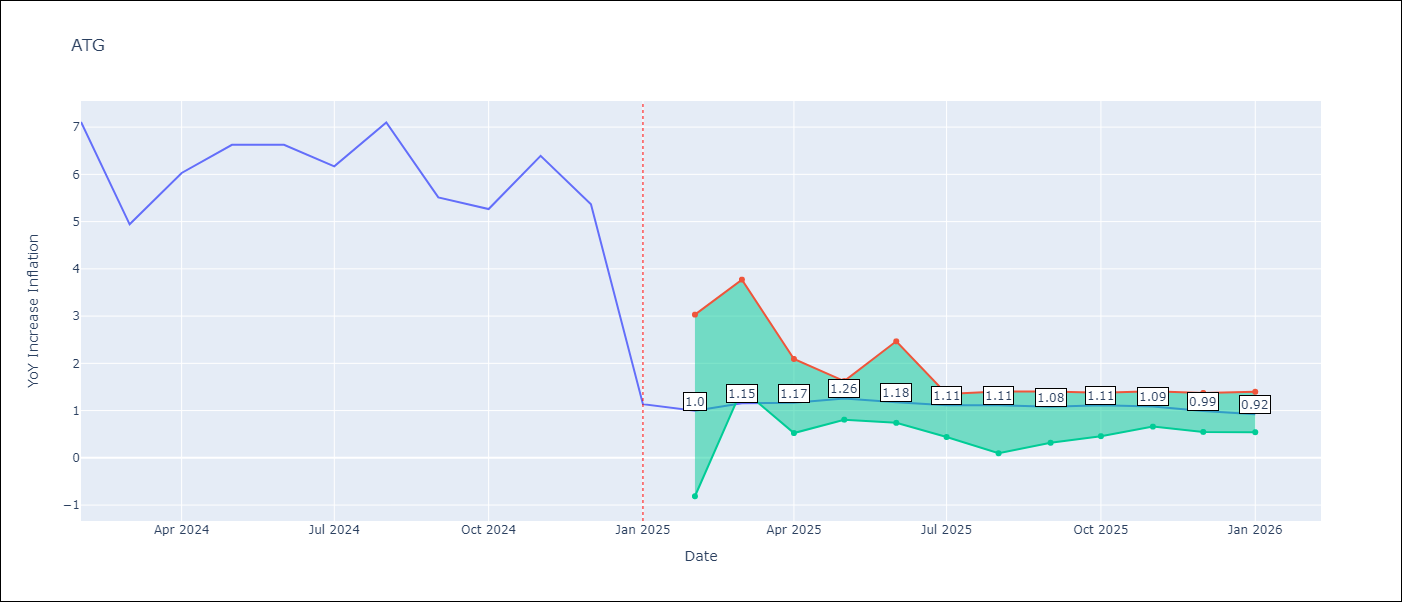 ATG
YoY Increase Inflation
7
6
5
4
3
2
1
0
−1
1.0
1.15
1.17
1.26
1.18
1.11
1.11
1.08
1.11
1.09
0.99
0.92
Apr 2024
Jul 2024
Oct 2024
Jan 2025
Apr 2025
Jul 2025
Oct 2025
Jan 2026
Date